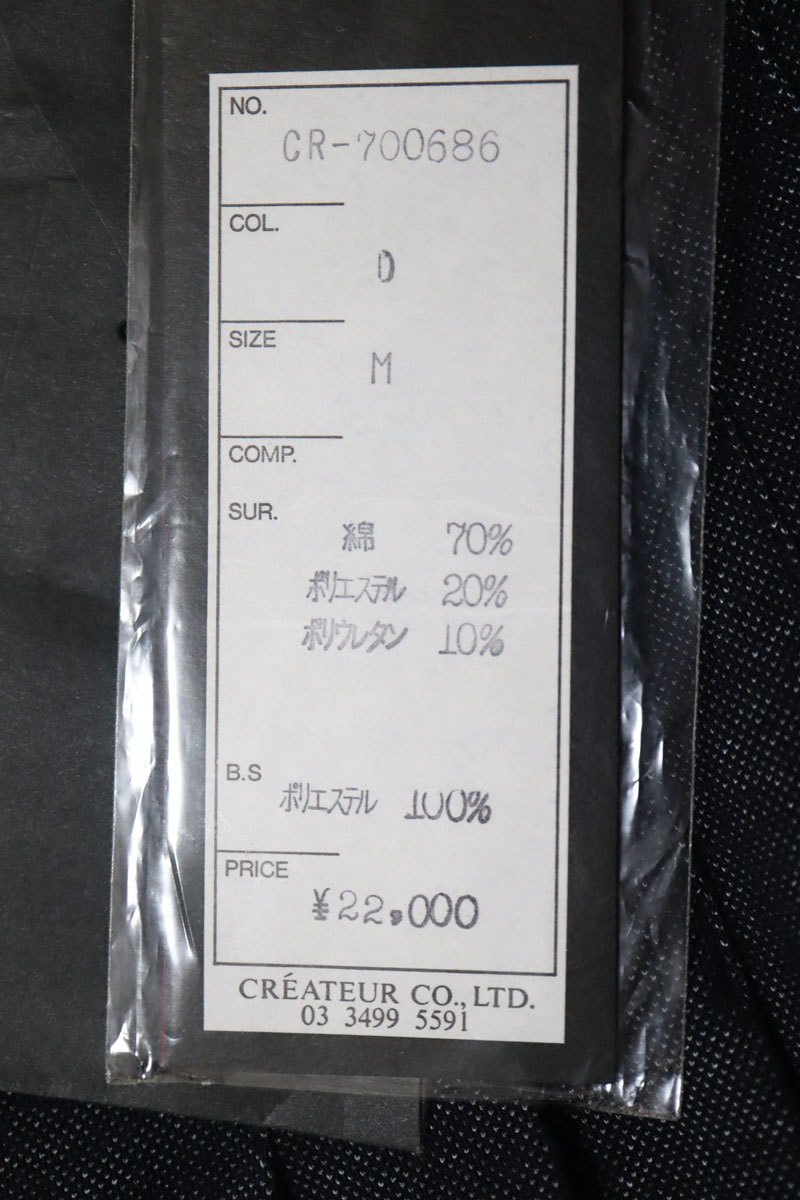 NO.
CR-700686
COL.
D
SIZE
M
COMP.
SUR.
綿 70%
ポリエステル 20%
ポリウレタン 10%
B.S
ポリエステル 100%
PRICE
¥22,000
CRÉATEUR CO., LTD.
03 3499 5591